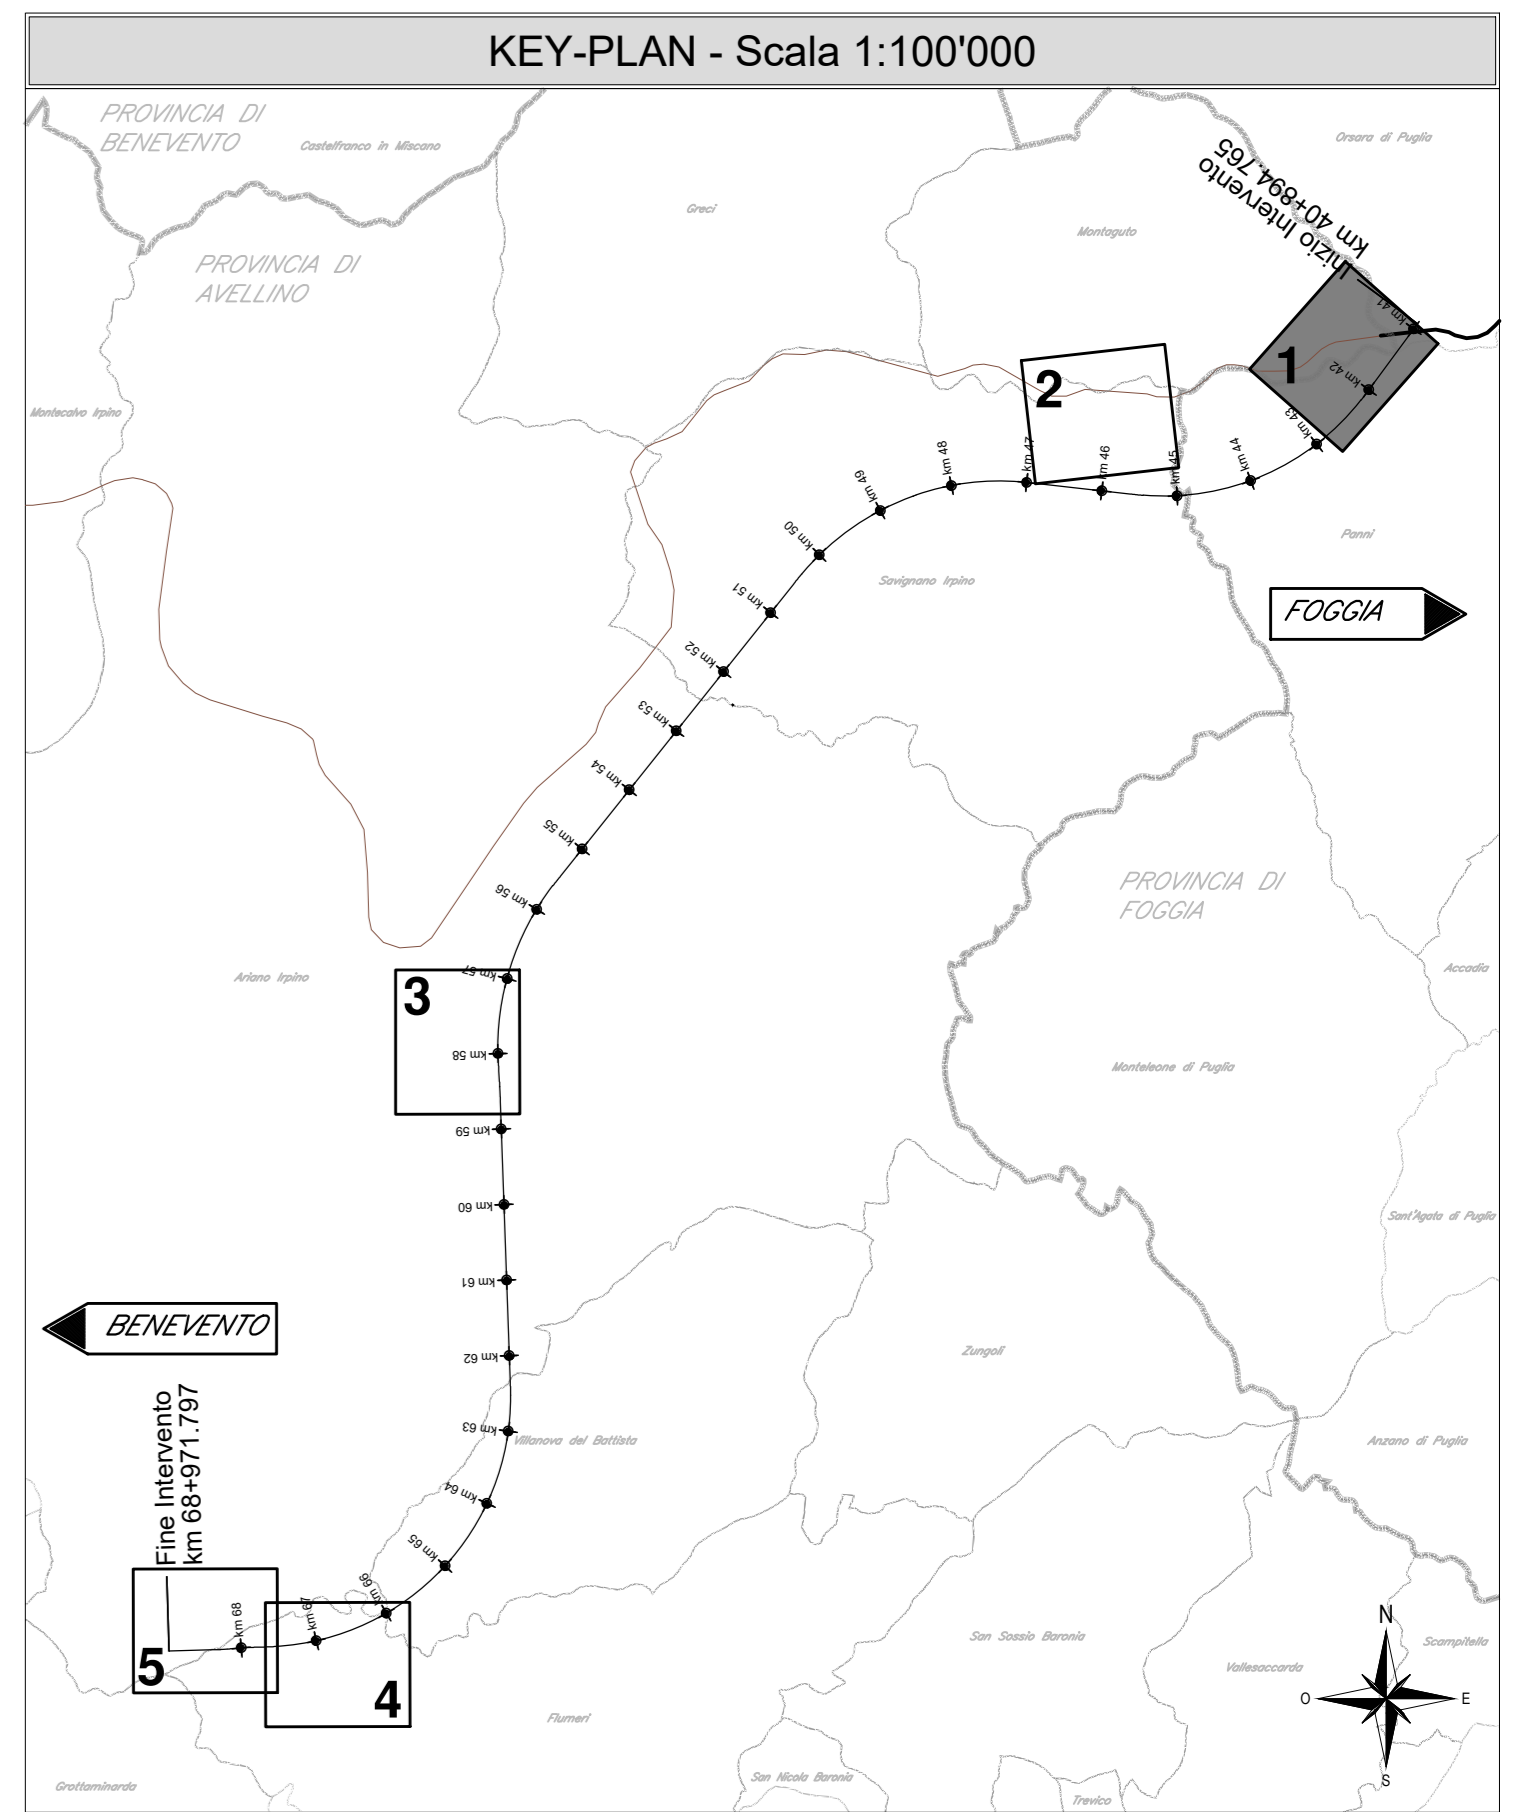 KEY-PLAN - Scala 1:100'000
PROVINCIA DI
BENEVENTO
Castelfranco in Miscano
Orsara di Puglia
Greci
Montaguto
Inizio Intervento
km 40+894.765
PROVINCIA DI
AVELLINO
km 41
1
km 42
2
Montecalvo Irpino
km 43
km 44
km 45
km 46
km 47
km 48
km 49
km 50
Panni
Savignano Irpino
FOGGIA
km 51
km 52
km 53
km 54
km 55
km 56
PROVINCIA DI
FOGGIA
Ariano Irpino
Accadia
km 57
3
km 58
Monteleone di Puglia
km 59
km 60
Sant'Agata di Puglia
km 61
BENEVENTO
km 62
Zungoli
Fine Intervento
km 68+971.797
km 63
Villanova del Battista
Anzano di Puglia
km 64
km 65
km 66
km 67
km 68
5
4
N
O
E
S
San Sossio Baronia
Vallesaccarda
Scampitella
Flumeri
Grottaminarda
San Nicola Baronia
Trevico